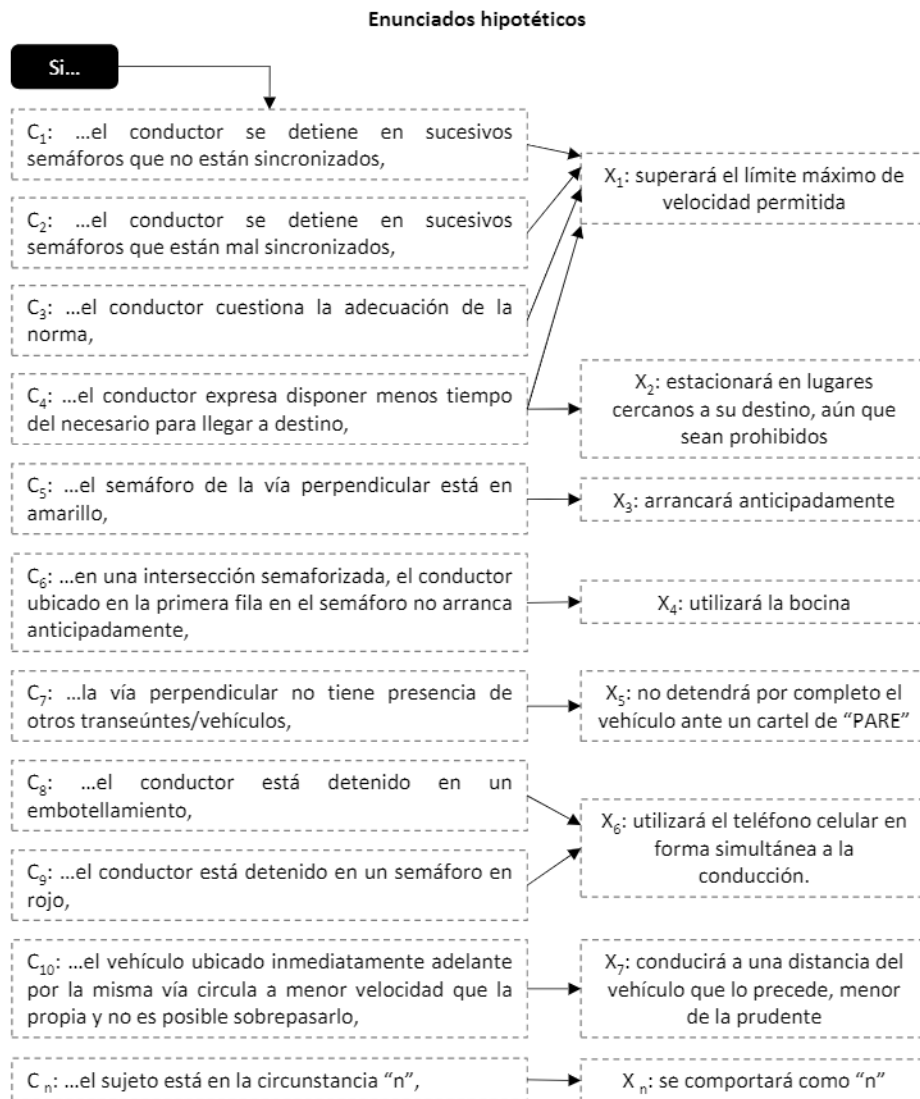 Enunciados hipotéticos
Si...
C1: ...el conductor se detiene en sucesivos
semáforos que no están sincronizados,
X1: superará el límite máximo de
velocidad permitida
C2: ...el conductor se detiene en sucesivos
semáforos que están mal sincronizados,
C3: ...el conductor cuestiona la adecuación de la
norma,
C4: ...el conductor expresa disponer menos tiempo
del necesario para llegar a destino,
X2: estacionará en lugares
cercanos a su destino, aún que
sean prohibidos
C5: ...el semáforo de la vía perpendicular está en
amarillo,
X3: arrancará anticipadamente
C6: ...en una intersección semaforizada, el conductor
ubicado en la primera fila en el semáforo no arranca
anticipadamente,
X4: utilizará la bocina
C7: ...la vía perpendicular no tiene presencia de
otros transeúntes/vehículos,
X5: no detendrá por completo el
vehículo ante un cartel de “PARE”
C8: ...el conductor está detenido en un
embotellamiento,
X6: utilizará el teléfono celular en
forma simultánea a la
conducción.
C9: ...el conductor está detenido en un semáforo en
rojo,
C10: ...el vehículo ubicado inmediatamente adelante
por la misma vía circula a menor velocidad que la
propia y no es posible sobrepasarlo,
X7: conducirá a una distancia del
vehículo que lo precede, menor
de la prudente
C n: ...el sujeto está en la circunstancia “n”,
X n: se comportará como “n”